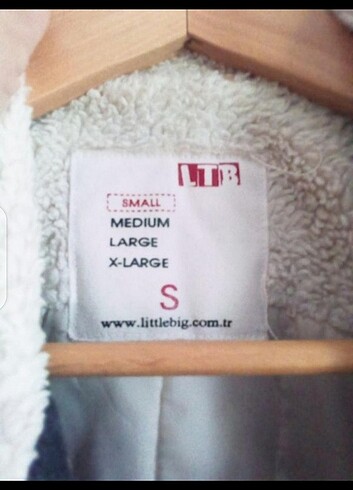 LTB
SMALL
MEDIUM
LARGE
X-LARGE
S
www.littlebig.com.tr